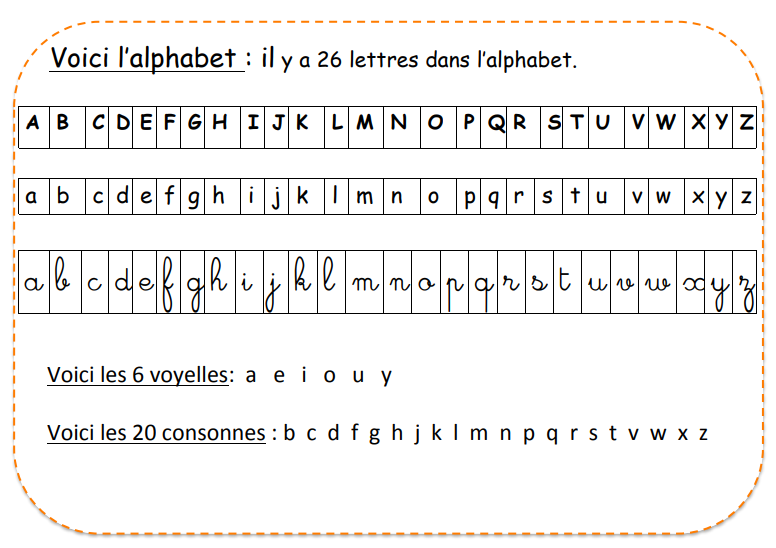 Voici l'alphabet : il y a 26 lettres dans l'alphabet.
A B C D E F G H I J K L M N O P Q R S T U V W X Y Z
a b c d e f g h i j k l m n o p q r s t u v w x y z
a b c d e f g h i j k l m n o p q r s t u v w x y z
Voici les 6 voyelles: a e i o u y
Voici les 20 consonnes : b c d f g h j k l m n p q r s t v w x z